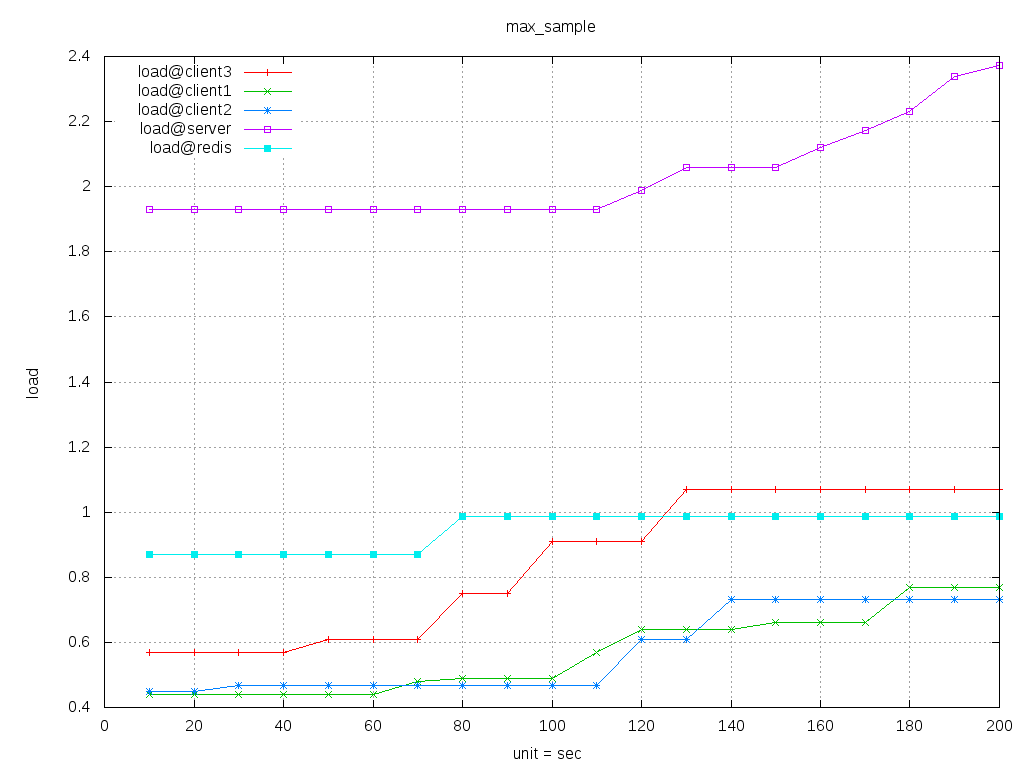 max_sample
2.4
2.2
2
1.8
1.6
1.4
1.2
1
0.8
0.6
0.4
load
load@client3
load@client1
load@client2
load@server
load@redis
0 20 40 60 80 100 120 140 160 180 200
unit = sec